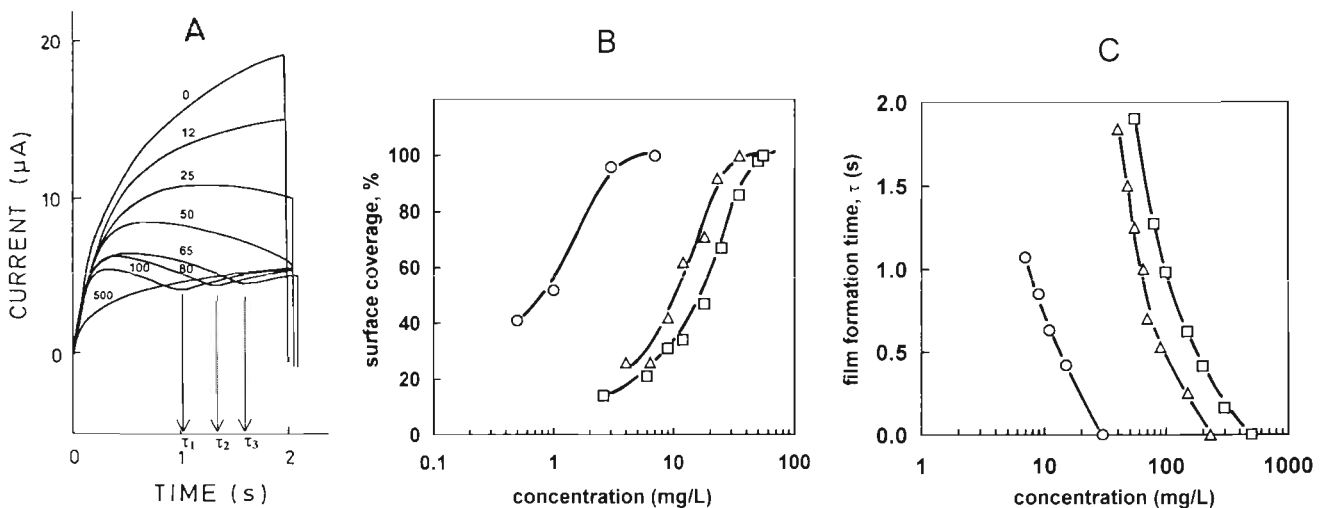 A
CURRENT (μA)
20
10
0
0
12
25
50
65
80
100
500
τ1 τ2 τ3
0 1 2
TIME (s)
B
surface coverage, %
100
80
60
40
20
0
0.1 1 10 100
concentration (mg/L)
C
film formation time, τ (s)
2.0
1.5
1.0
0.5
0.0
1 10 100 1000
concentration (mg/L)